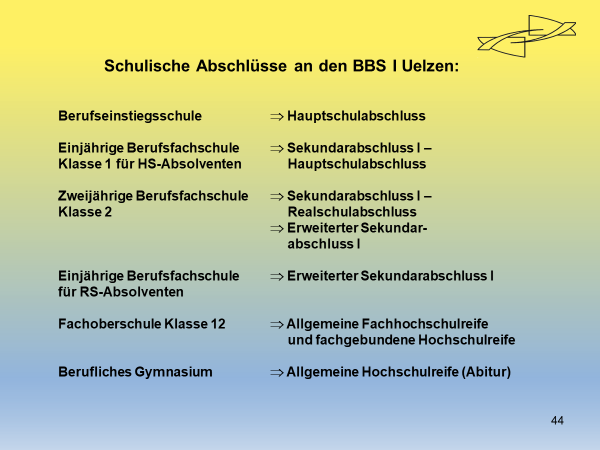 Schulische Abschlüsse an den BBS I Uelzen:
Berufseinstiegsschule ⇒ Hauptschulabschluss
Einjährige Berufsfachschule ⇒ Sekundarabschluss I –
Klasse 1 für HS-Absolventen Hauptschulabschluss
Zweijährige Berufsfachschule ⇒ Sekundarabschluss I –
Klasse 2 Realschulabschluss
⇒ Erweiterter Sekundar-
abschluss I
Einjährige Berufsfachschule ⇒ Erweiterter Sekundarabschluss I
für RS-Absolventen
Fachoberschule Klasse 12 ⇒ Allgemeine Fachhochschulreife
und fachgebundene Hochschulreife
Berufliches Gymnasium ⇒ Allgemeine Hochschulreife (Abitur)
44